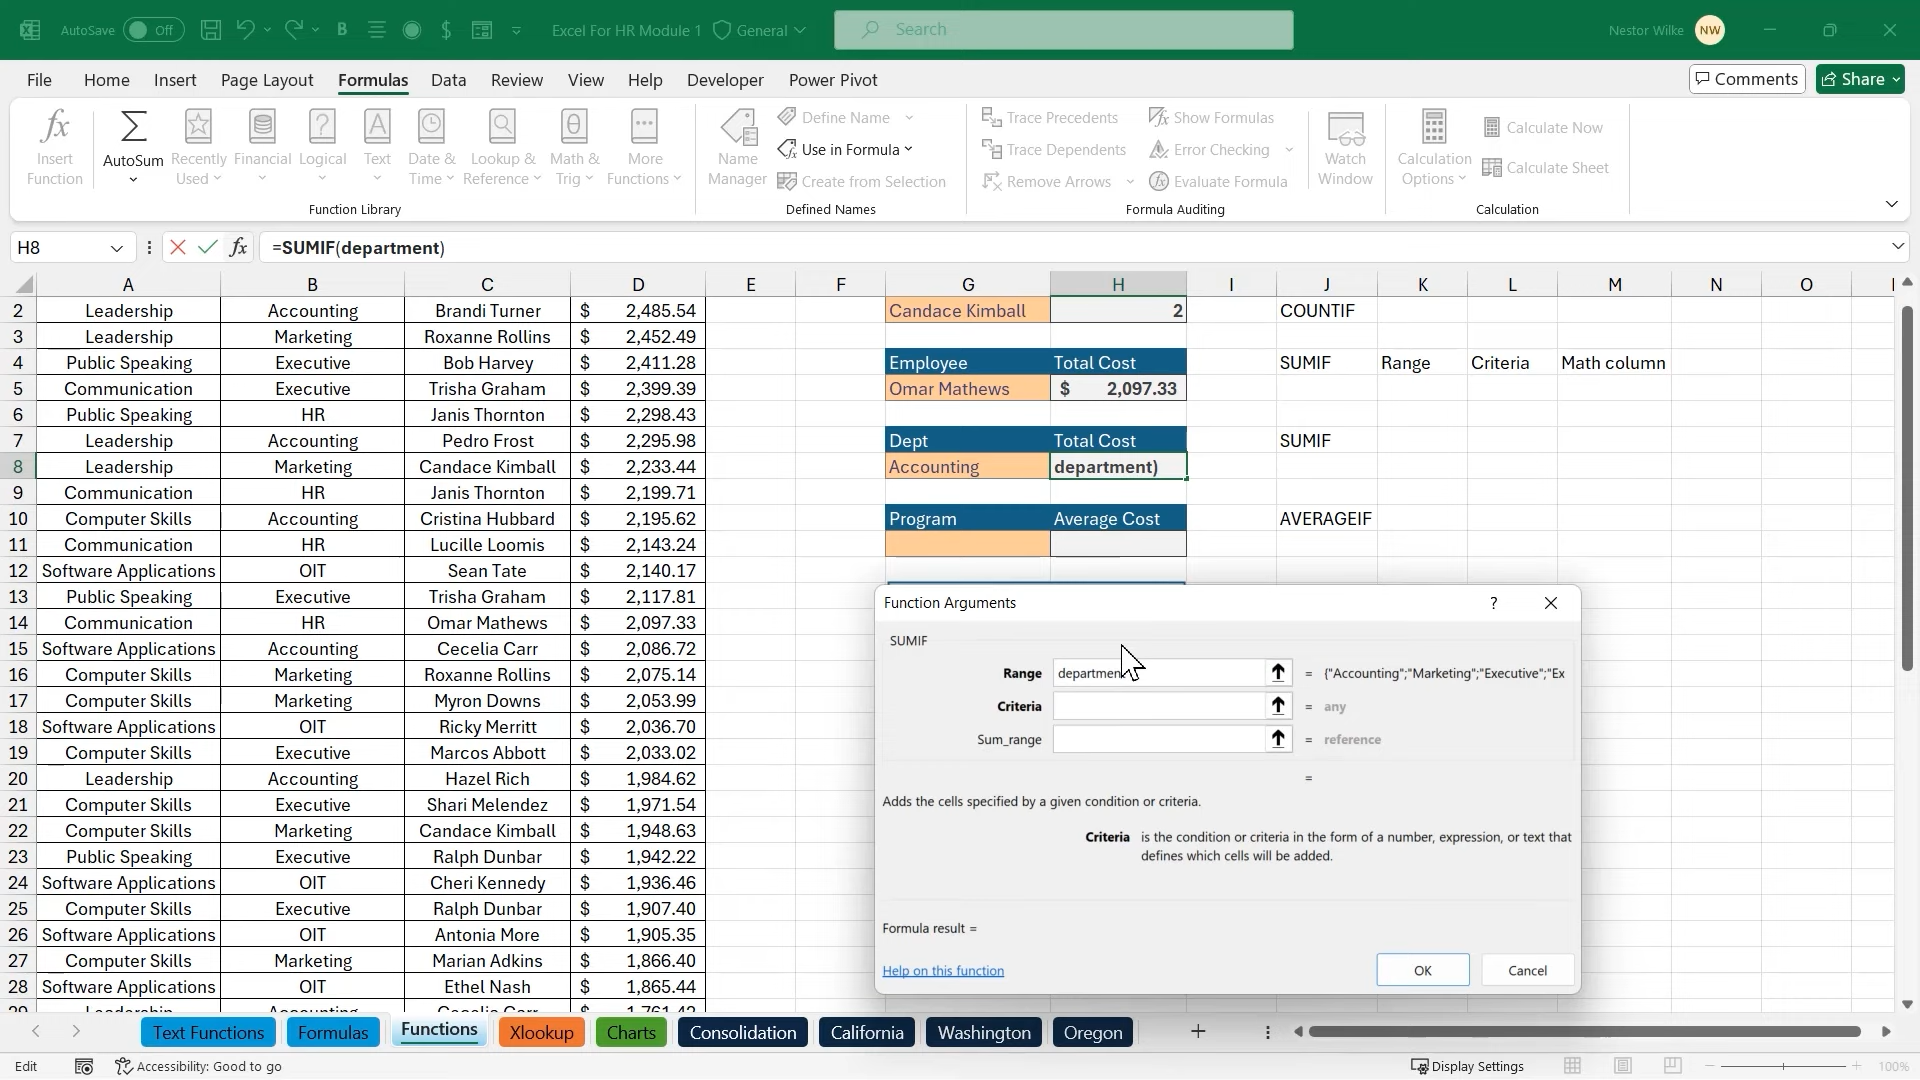 AutoSave Off Excel For HR Module 1 General Search Nestor Wilke NW
File Home Insert Page Layout Formulas Data Review View Help Developer Power Pivot Comments Share
Insert Function
AutoSum
Recently Used
Financial
Logical
Text
Date & Time
Lookup & Reference
Math & Trig
More Functions
Function Library
Name Manager
Define Name
Use in Formula
Create from Selection
Defined Names
Trace Precedents
Trace Dependents
Remove Arrows
Show Formulas
Error Checking
Evaluate Formula
Formula Auditing
Watch Window
Calculation Options
Calculate Now
Calculate Sheet
Calculation
H8 fx =SUMIF(department)
A B C D E F G H I J K L M N O
2 Leadership Accounting Brandi Turner $ 2,485.54 Candace Kimball 2 COUNTIF
3 Leadership Marketing Roxanne Rollins $ 2,452.49
4 Public Speaking Executive Bob Harvey $ 2,411.28 Employee Total Cost SUMIF Range Criteria Math column
5 Communication Executive Trisha Graham $ 2,399.39 Omar Mathews $ 2,097.33
6 Public Speaking HR Janis Thornton $ 2,298.43
7 Leadership Accounting Pedro Frost $ 2,295.98 Dept Total Cost SUMIF
8 Leadership Marketing Candace Kimball $ 2,233.44 Accounting department)
9 Communication HR Janis Thornton $ 2,199.71
10 Computer Skills Accounting Cristina Hubbard $ 2,195.62 Program Average Cost AVERAGEIF
11 Communication HR Lucille Loomis $ 2,143.24
12 Software Applications OIT Sean Tate $ 2,140.17
13 Public Speaking Executive Trisha Graham $ 2,117.81
14 Communication HR Omar Mathews $ 2,097.33
15 Software Applications Accounting Cecelia Carr $ 2,086.72
16 Computer Skills Marketing Roxanne Rollins $ 2,075.14
17 Computer Skills Marketing Myron Downs $ 2,053.99
18 Software Applications OIT Ricky Merritt $ 2,036.70
19 Computer Skills Executive Marcos Abbott $ 2,033.02
20 Leadership Accounting Hazel Rich $ 1,984.62
21 Computer Skills Executive Shari Melendez $ 1,971.54
22 Computer Skills Marketing Candace Kimball $ 1,948.63
23 Public Speaking Executive Ralph Dunbar $ 1,942.22
24 Software Applications OIT Cheri Kennedy $ 1,936.46
25 Computer Skills Executive Ralph Dunbar $ 1,907.40
26 Software Applications OIT Antonia More $ 1,905.35
27 Computer Skills Marketing Marian Adkins $ 1,866.40
28 Software Applications OIT Ethel Nash $ 1,865.44
29 Leadership Accounting Cecelia Carr $ 1,761.42
Function Arguments ?
SUMIF
Range department = {"Accounting";"Marketing";"Executive";"Ex
Criteria = any
Sum_range = reference
=
Adds the cells specified by a given condition or criteria.
Criteria is the condition or criteria in the form of a number, expression, or text that
defines which cells will be added.
Formula result =
Help on this function OK Cancel
Text Functions Formulas Functions Xlookup Charts Consolidation California Washington Oregon
Edit Accessibility: Good to go Display Settings 100%